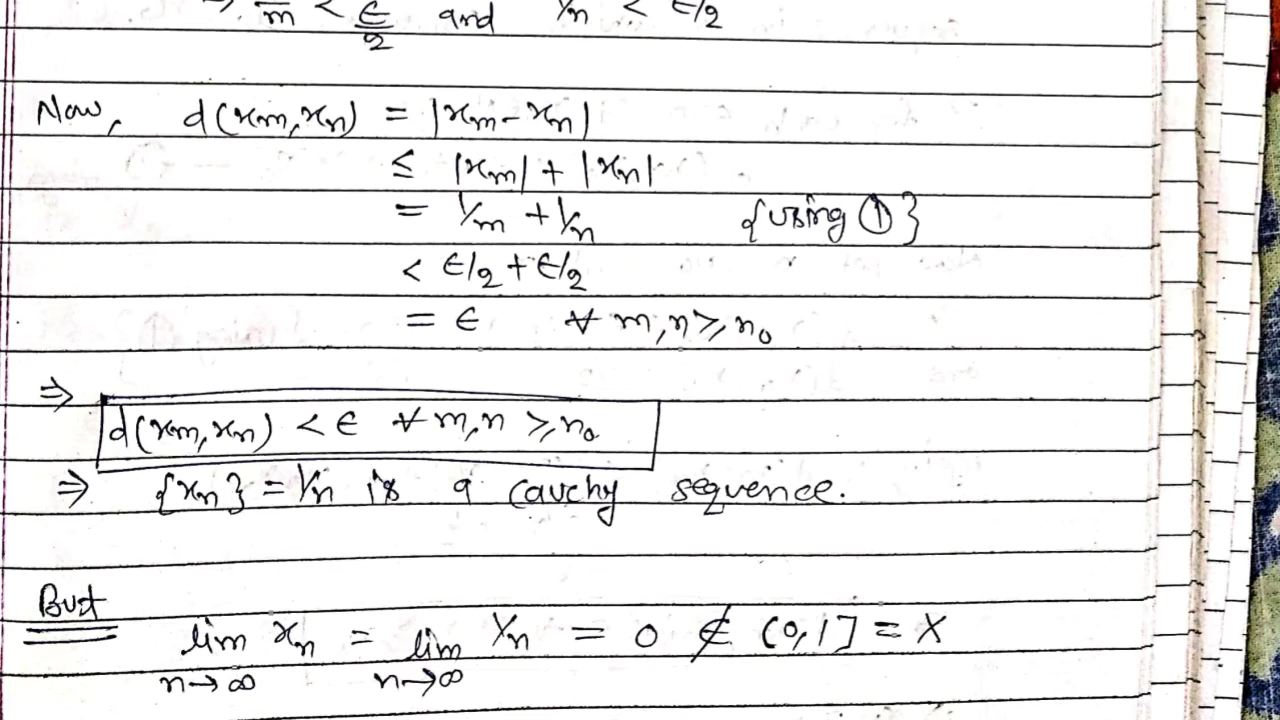 ⇒ 1/m < ε/2 and 1/n < ε/2
Now, d(xm, xn) = |xm - xn|
≤ |xm| + |xn|
= 1/m + 1/n {using ①}
< ε/2 + ε/2
= ε ∀ m,n ≥ n₀
⇒
d(xm, xn) < ε ∀ m,n ≥ n₀
⇒ {xn} = 1/n is a cauchy sequence.
But
lim xn = lim 1/n = 0 ∉ (0,1] = X
n→∞ n→∞